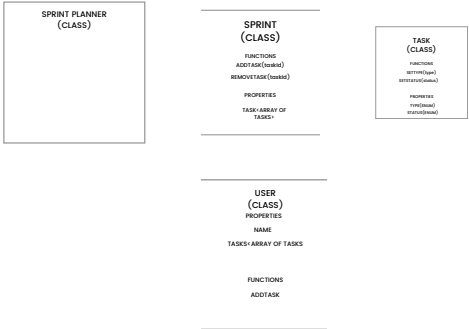 SPRINT PLANNER
(CLASS)
SPRINT
(CLASS)
FUNCTIONS
ADDTASK(taskId)
REMOVETASK(taskId)
PROPERTIES
TASK<ARRAY OF
TASKS>
TASK
(CLASS)
FUNCTIONS
SETTYPE(type)
SETSTATUS(status)
PROPERTIES
TYPE(ENUM)
STATUS(ENUM)
USER
(CLASS)
PROPERTIES
NAME
TASKS<ARRAY OF TASKS
FUNCTIONS
ADDTASK